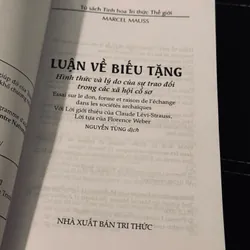 Tủ sách Tinh hoa Tri thức Thế giới
MARCEL MAUSS
LUẬN VỀ BIẾU TẶNG
Hình thức và lý do của sự trao đổi
trong các xã hội cổ sơ
Essai sur le don, forme et raison de l'échange
dans les sociétés archaïques
Với Lời giới thiệu của Claude Lévi-Strauss,
Lời tựa của Florence Weber
NGUYỄN TÙNG dịch
NHÀ XUẤT BẢN TRI THỨC